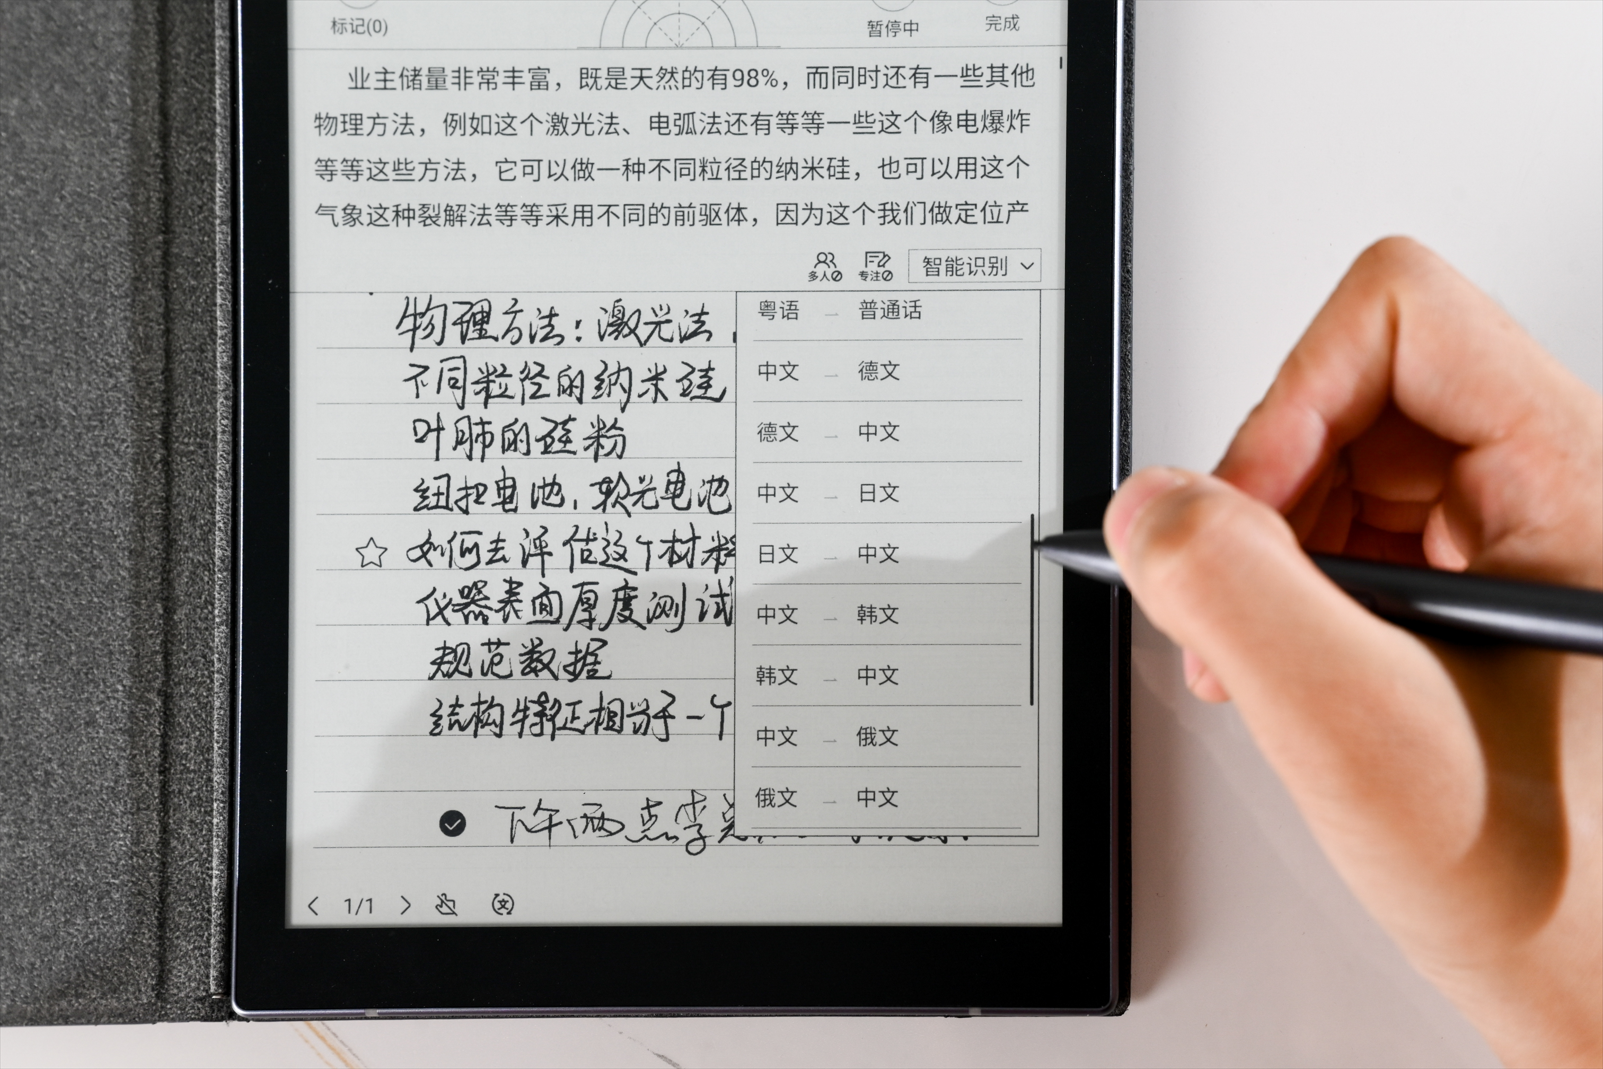 标记(0)
暂停中
完成
业主储量非常丰富，既是天然的有98%，而同时还有一些其他
物理方法，例如这个激光法、电弧法还有等等一些这个像电爆炸
等等这些方法，它可以做一种不同粒径的纳米硅，也可以用这个
气象这种裂解法等等采用不同的前驱体，因为这个我们做定位产
多人
专注
智能识别
粤语 — 普通话
中文 — 德文
德文 — 中文
中文 — 日文
日文 — 中文
中文 — 韩文
韩文 — 中文
中文 — 俄文
俄文 — 中文
物理方法：激光法，
不同粒径的纳米硅
叶肺的硅粉
纽扣电池，软光电池
☆ 如何去评估这个材料
仪器表面厚度测试
规范数据
结构特征相当于一个
下午两点李总
1/1
文